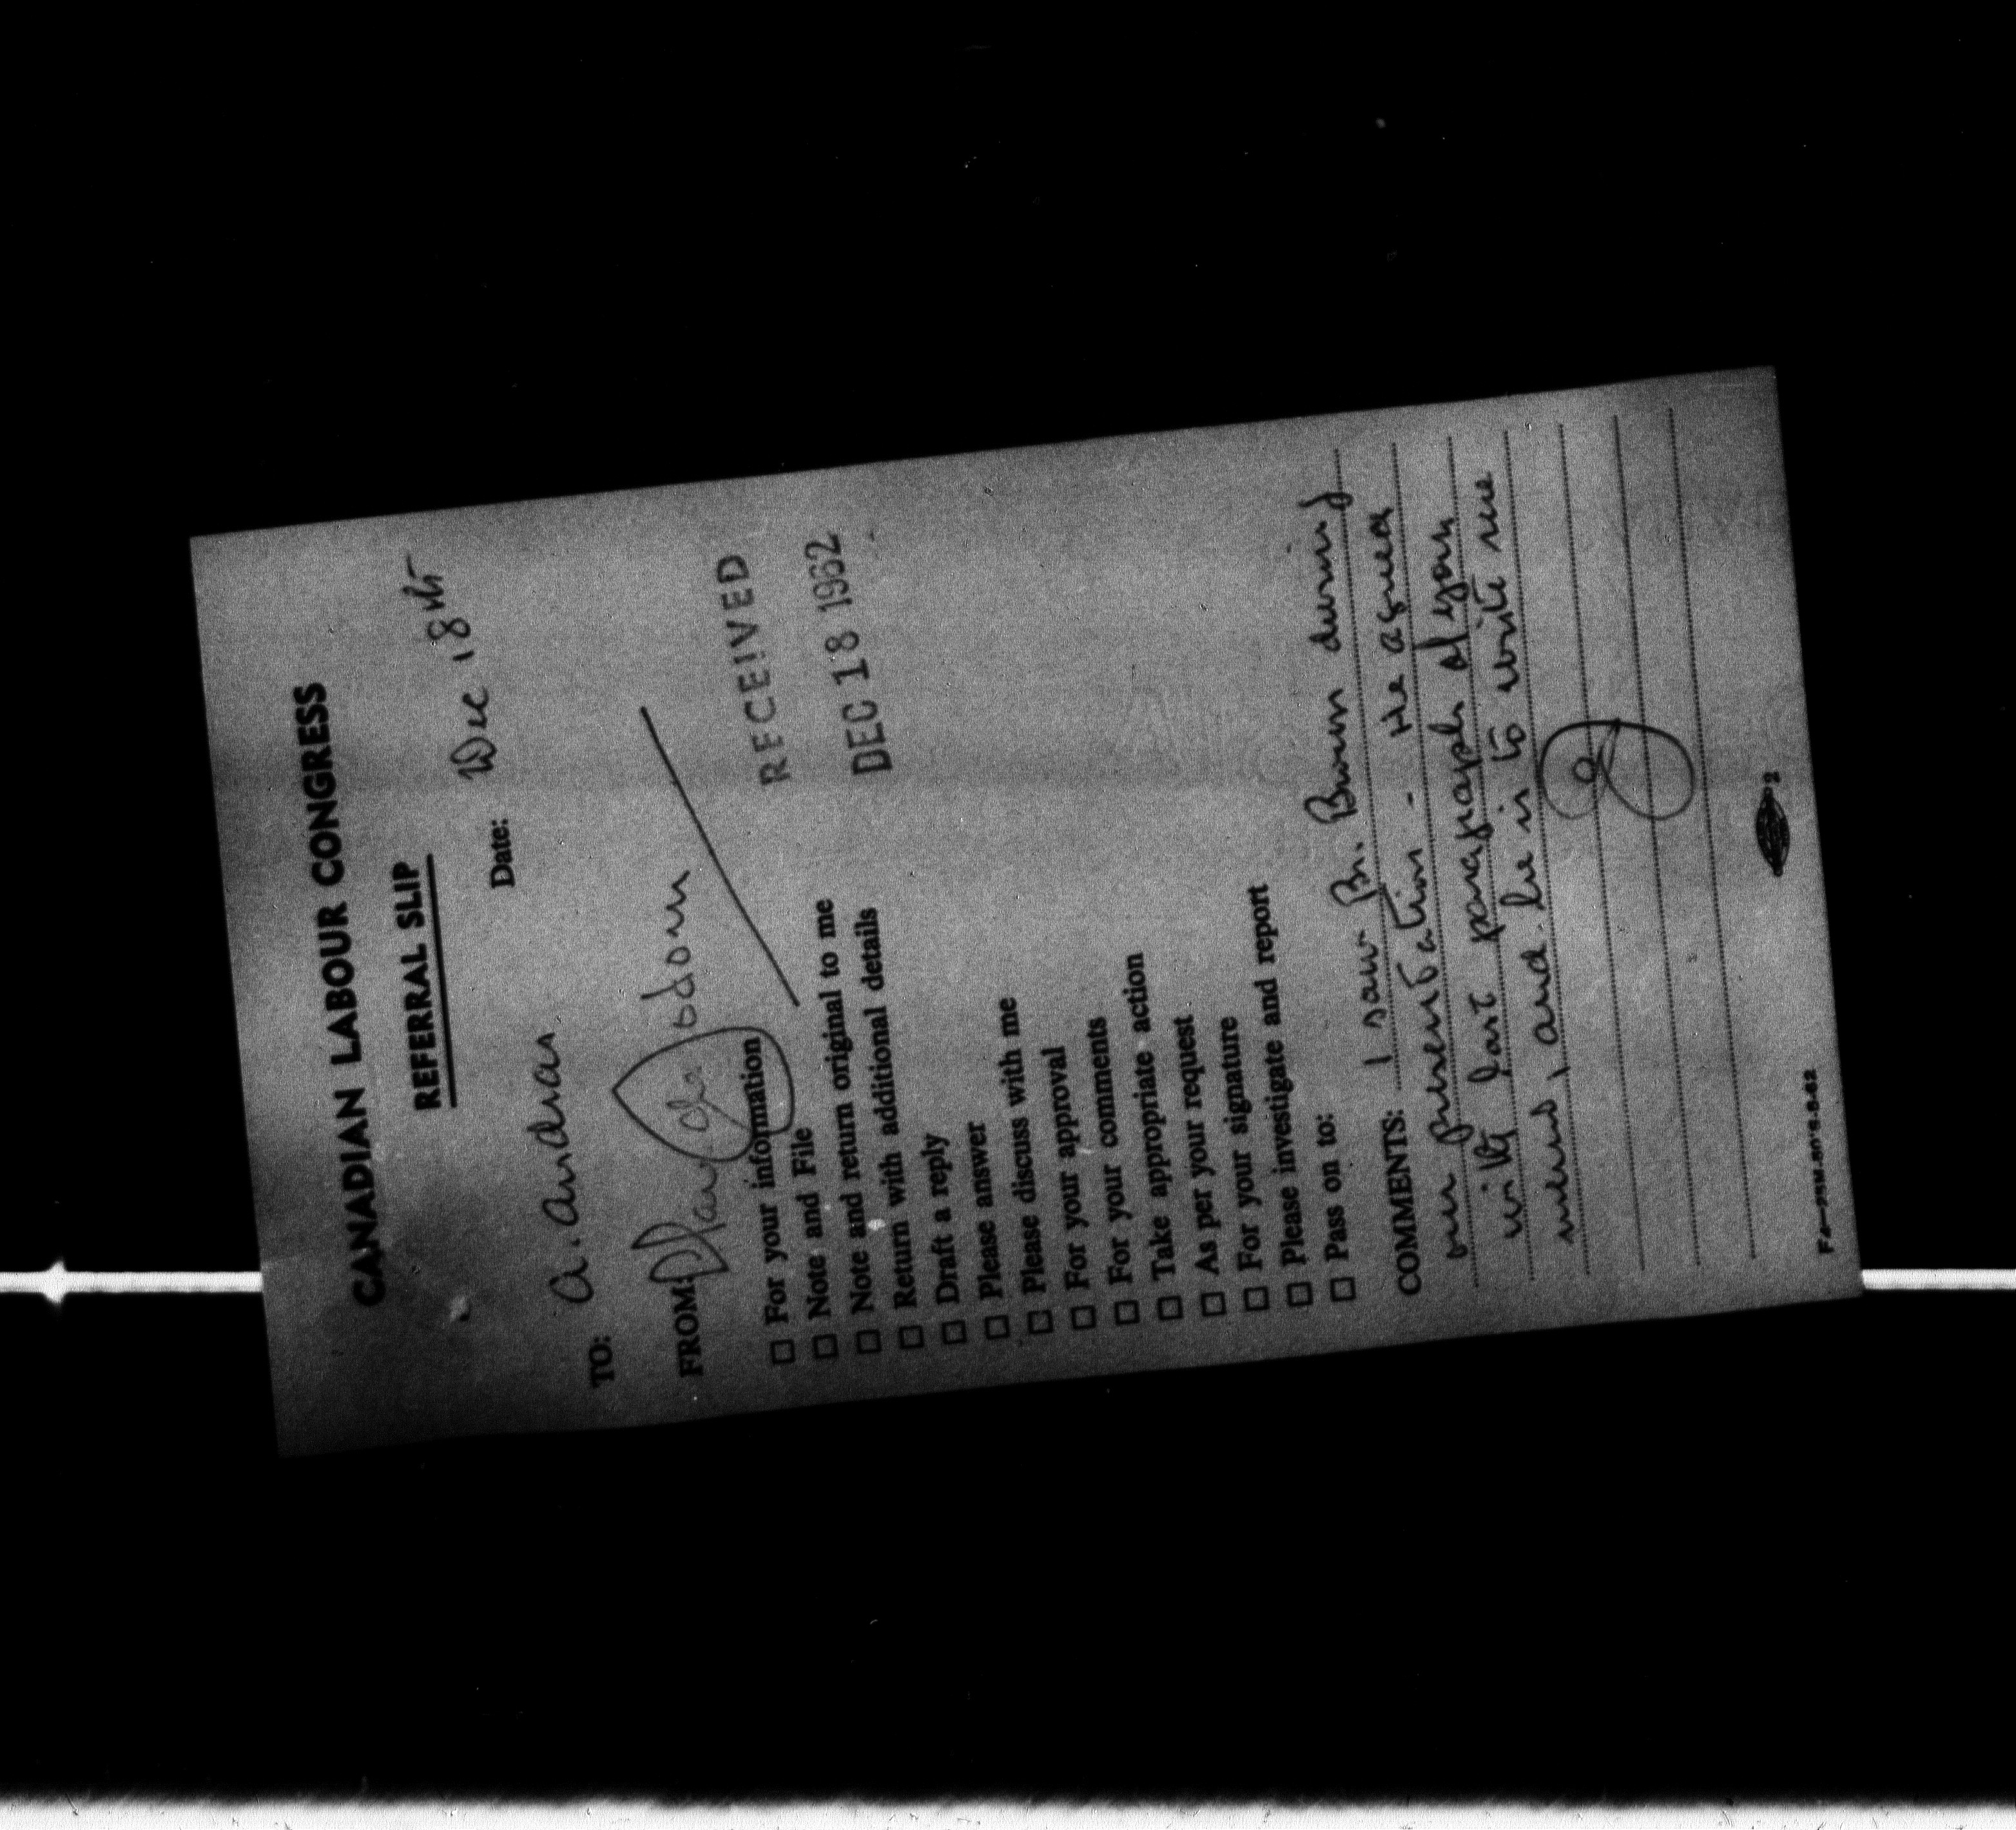 CANADIAN LABOUR CONGRESS
REFERRAL SLIP
Date: Dec 18th
TO: A. Andras
FROM:
RECEIVED
DEC 18 1962
☐ For your information
☐ Note and File
☐ Note and return original to me
☐ Return with additional details
☐ Draft a reply
☐ Please answer
☐ Please discuss with me
☐ For your approval
☐ For your comments
☐ Take appropriate action
☐ As per your request
☐ For your signature
☐ Please investigate and report
☐ Pass on to:
COMMENTS: I saw Br. Brown during
our presentation - He agrees
with last paragraph of your
memo, and he is to write me
2